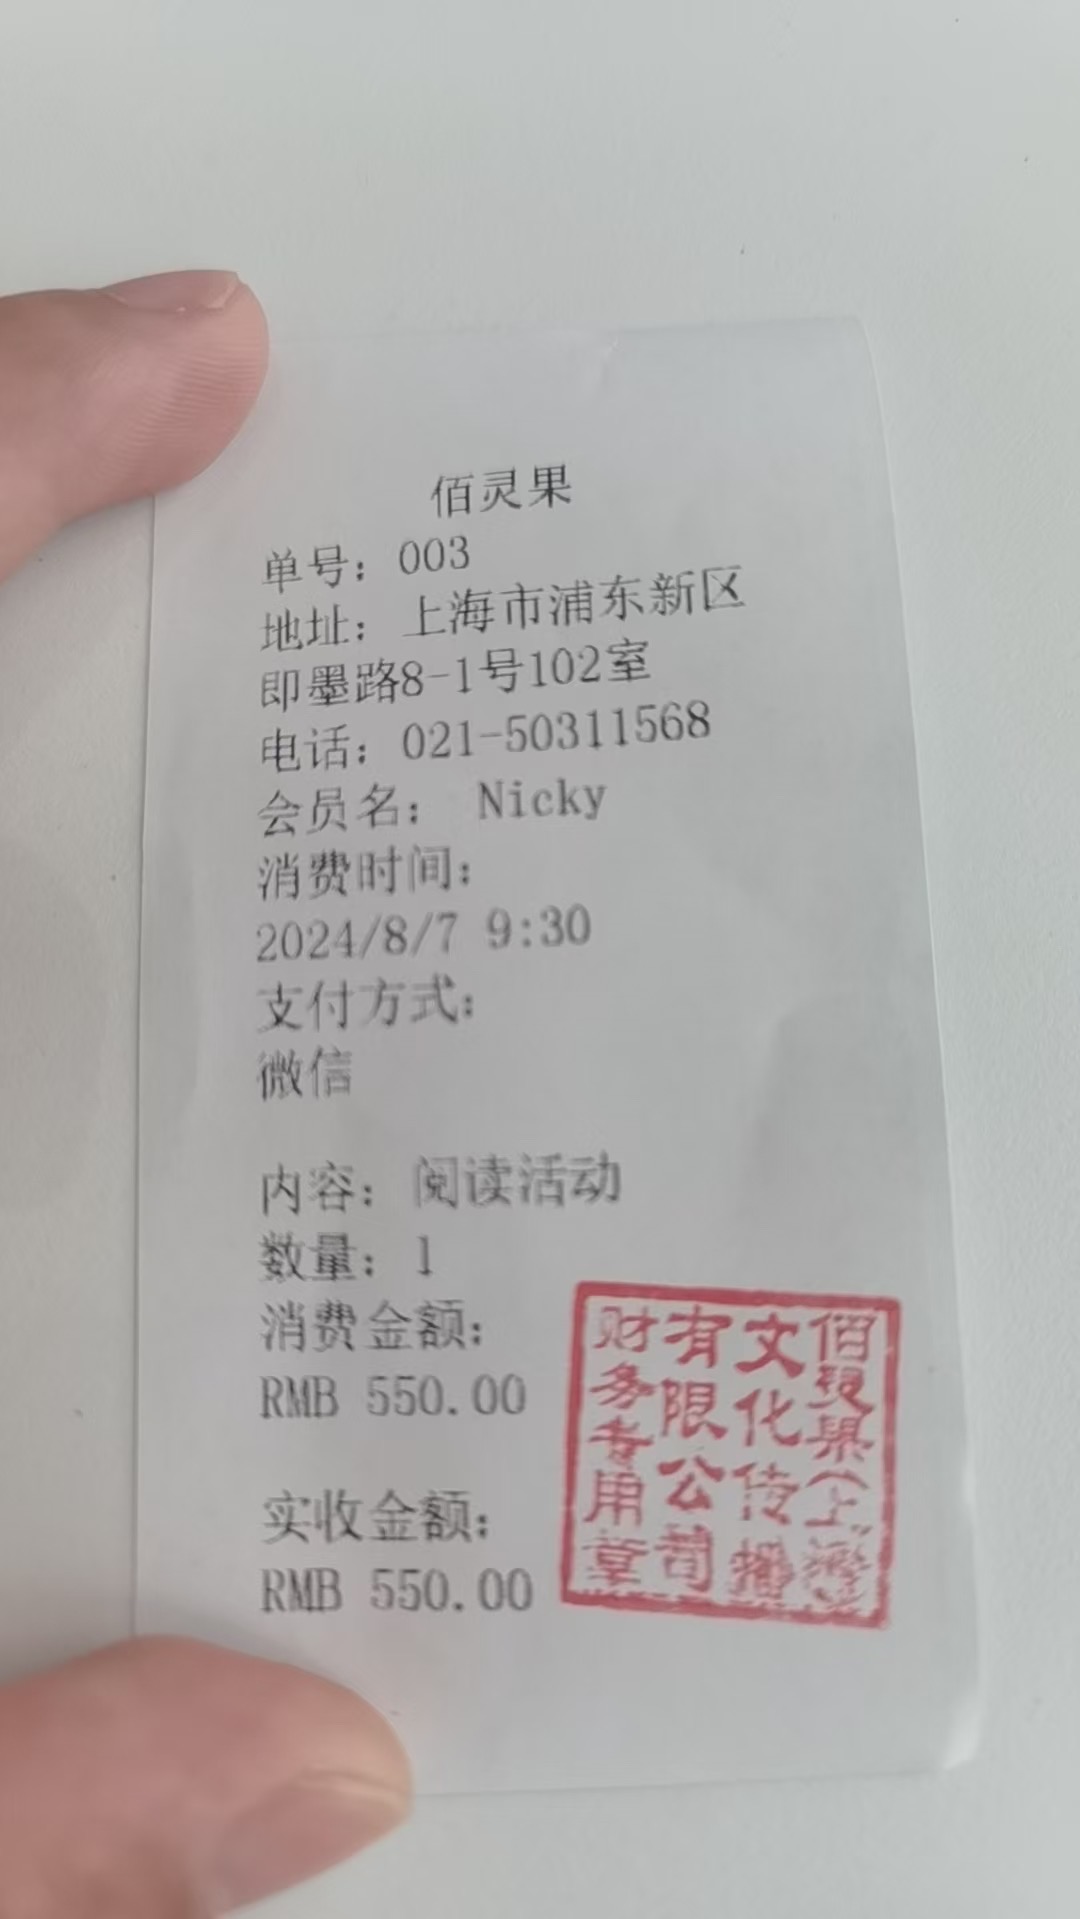 佰灵果
单号：003
地址：上海市浦东新区
即墨路8-1号102室
电话：021-50311568
会员名： Nicky
消费时间：
2024/8/7 9:30
支付方式：
微信
内容：阅读活动
数量：1
消费金额：
RMB 550.00
实收金额：
RMB 550.00
佰灵果(上海
文化传播
有限公司
财务专用章